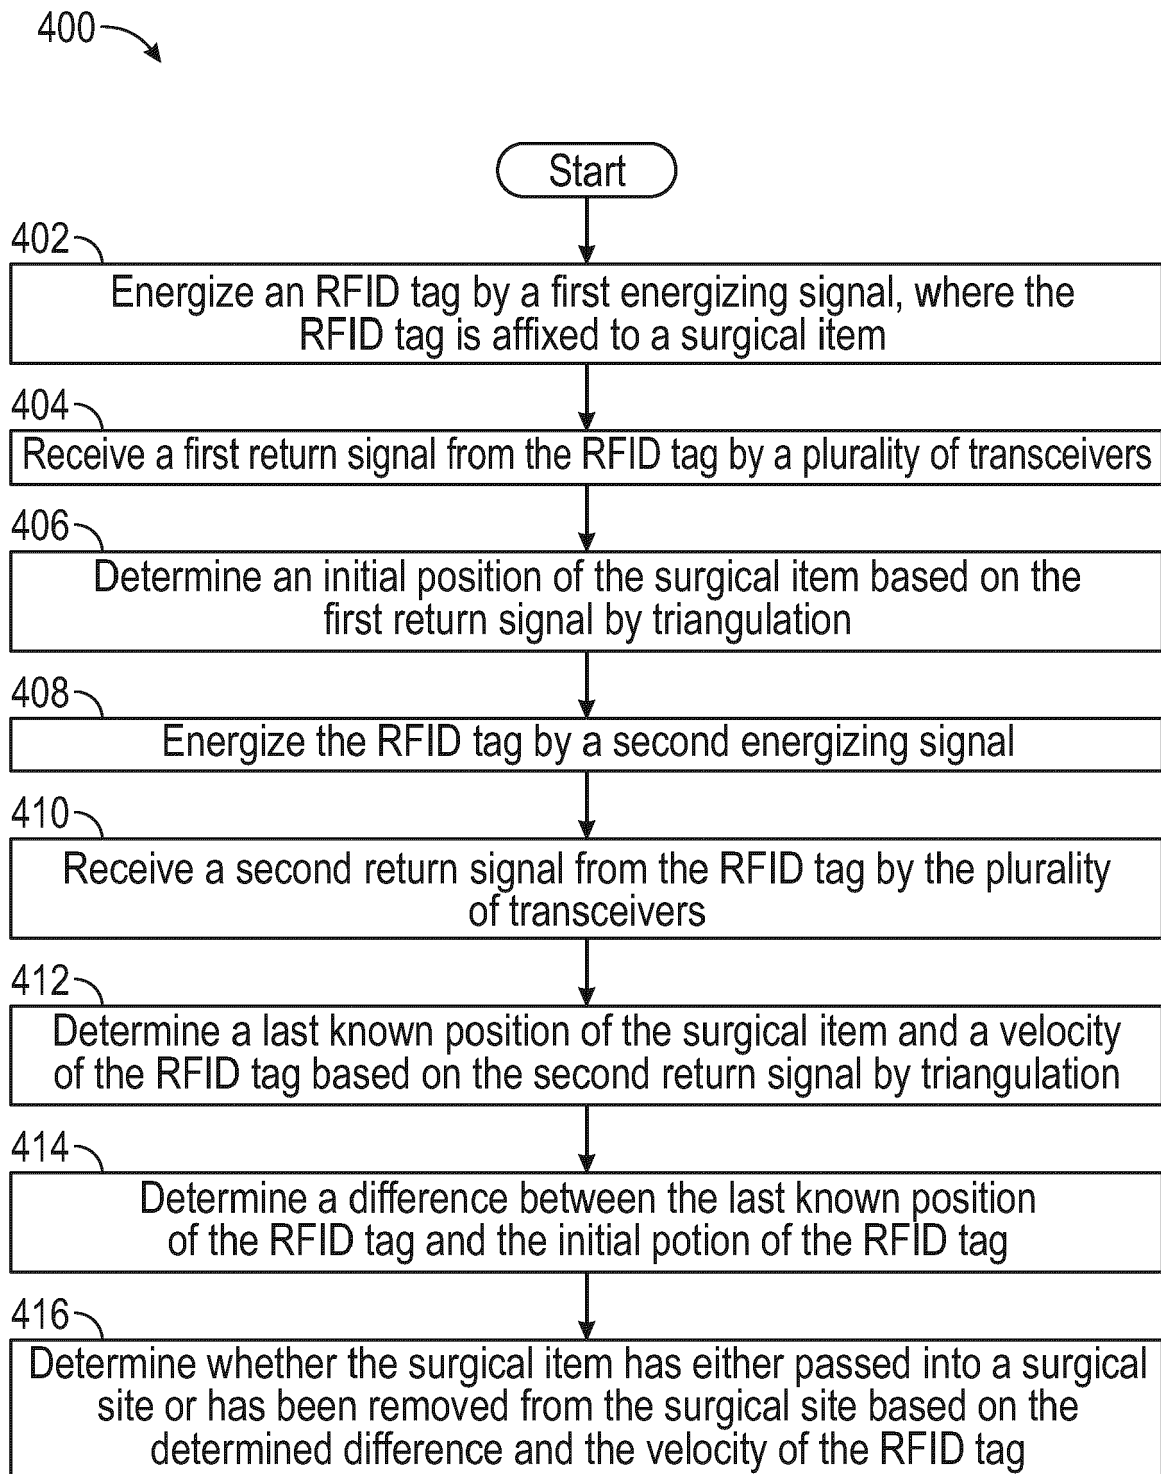 400
Start
402
Energize an RFID tag by a first energizing signal, where the
RFID tag is affixed to a surgical item
404
Receive a first return signal from the RFID tag by a plurality of transceivers
406
Determine an initial position of the surgical item based on the
first return signal by triangulation
408
Energize the RFID tag by a second energizing signal
410
Receive a second return signal from the RFID tag by the plurality
of transceivers
412
Determine a last known position of the surgical item and a velocity
of the RFID tag based on the second return signal by triangulation
414
Determine a difference between the last known position
of the RFID tag and the initial potion of the RFID tag
416
Determine whether the surgical item has either passed into a surgical
site or has been removed from the surgical site based on the
determined difference and the velocity of the RFID tag